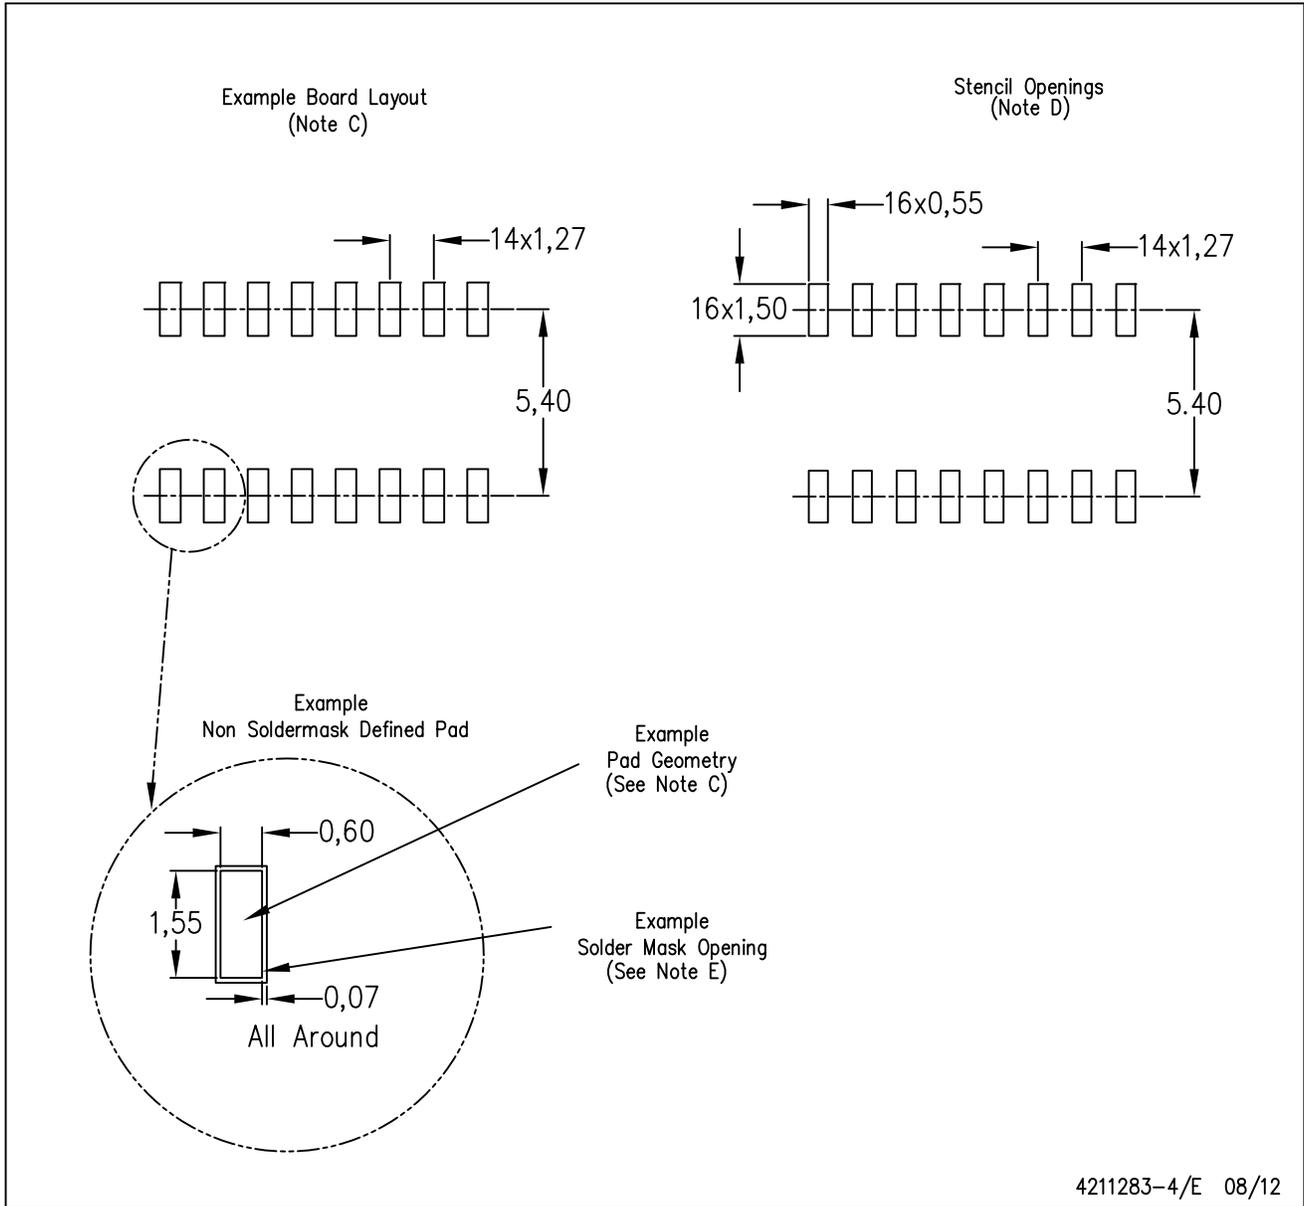 Example Board Layout
(Note C)
Stencil Openings
(Note D)
14x1,27
5,40
16x0,55
14x1,27
16x1,50
5.40
Example
Non Soldermask Defined Pad
Example
Pad Geometry
(See Note C)
0,60
1,55
Example
Solder Mask Opening
(See Note E)
0,07
All Around
4211283-4/E 08/12